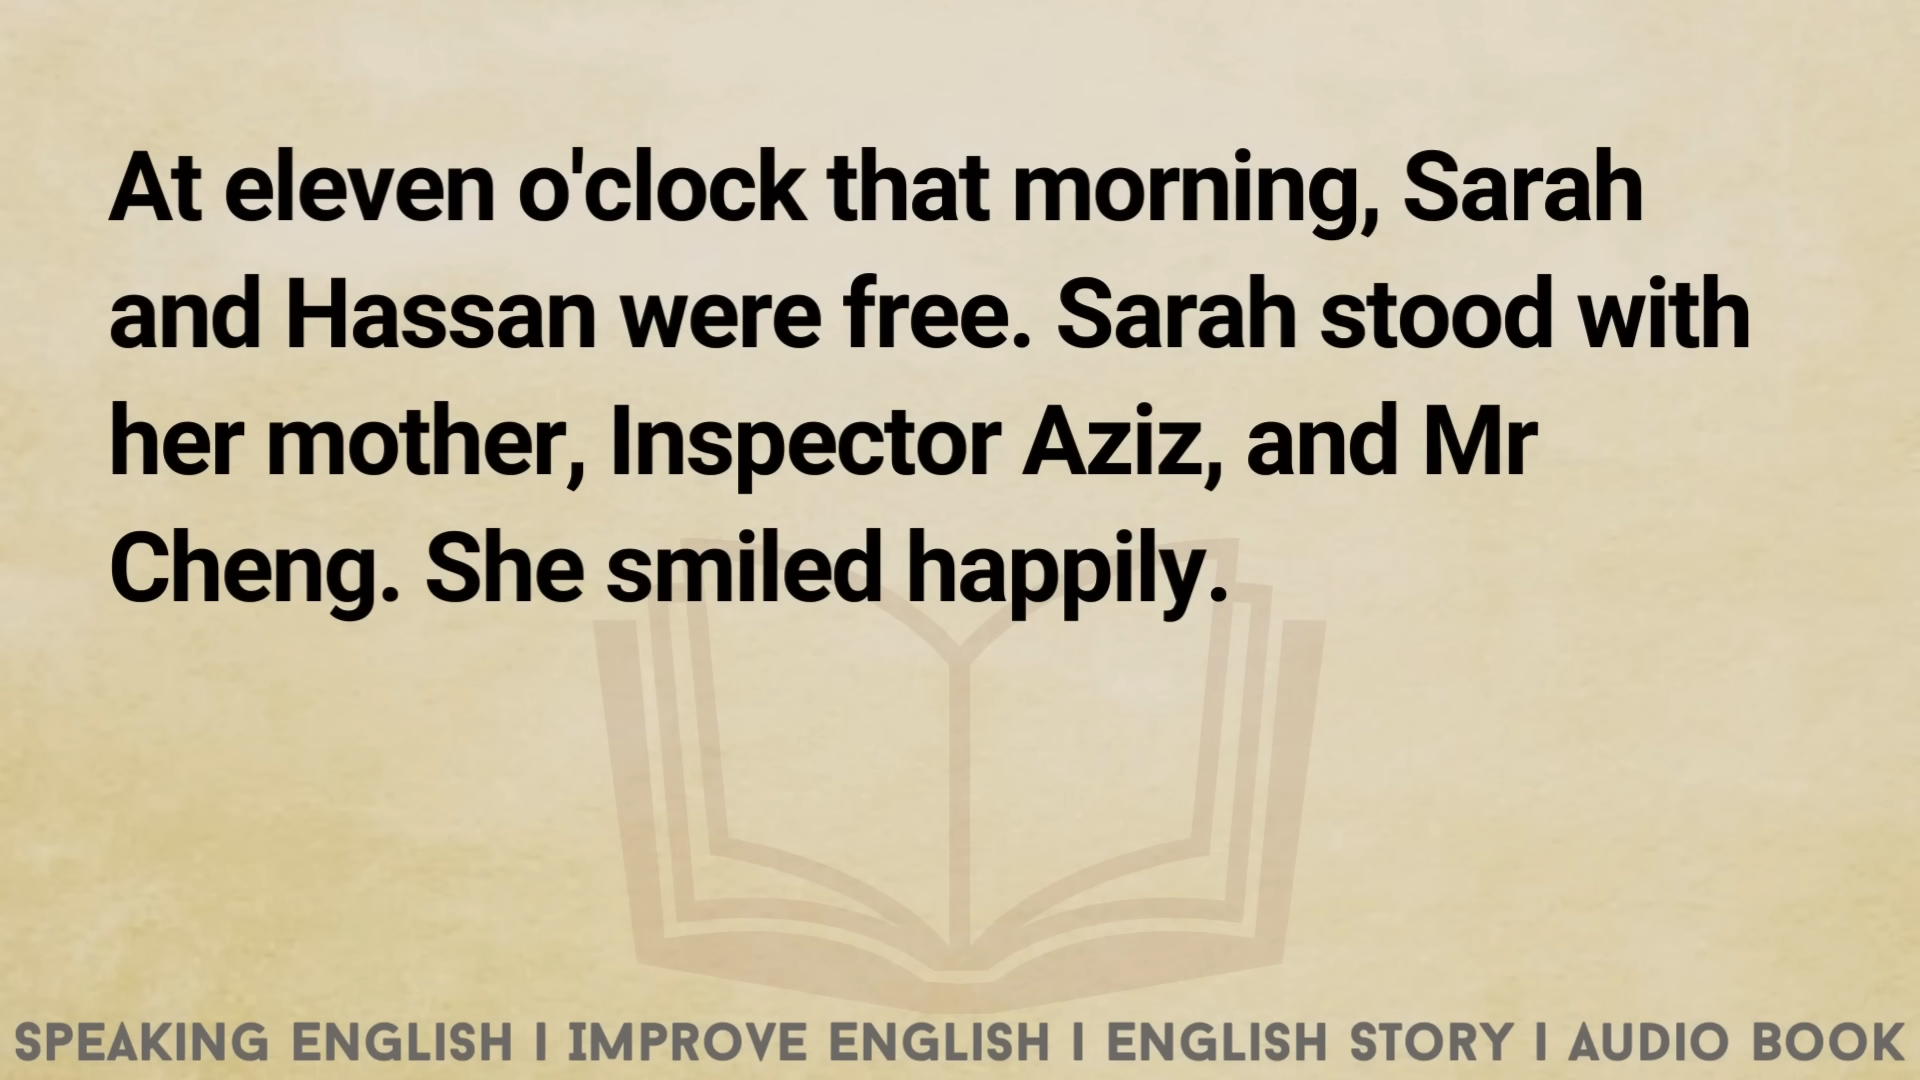 At eleven o'clock that morning, Sarah
and Hassan were free. Sarah stood with
her mother, Inspector Aziz, and Mr
Cheng. She smiled happily.
SPEAKING ENGLISH | IMPROVE ENGLISH | ENGLISH STORY | AUDIO BOOK